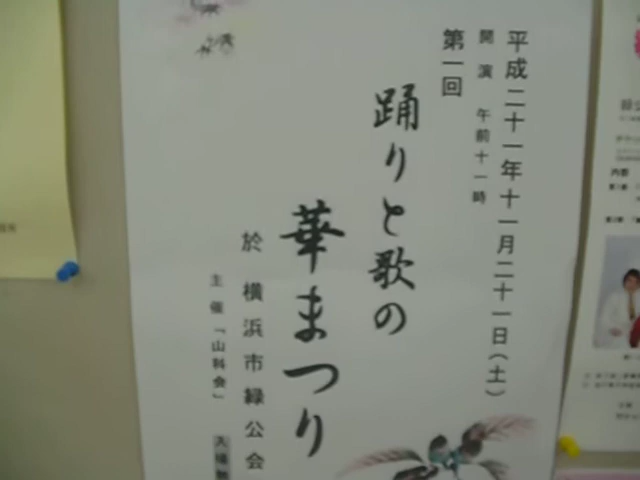 平成二十一年十一月二十一日(土)
開演 午前十一時
第一回
踊りと歌の
華まつり
於 横浜市緑公会
主催「山科会」
内容